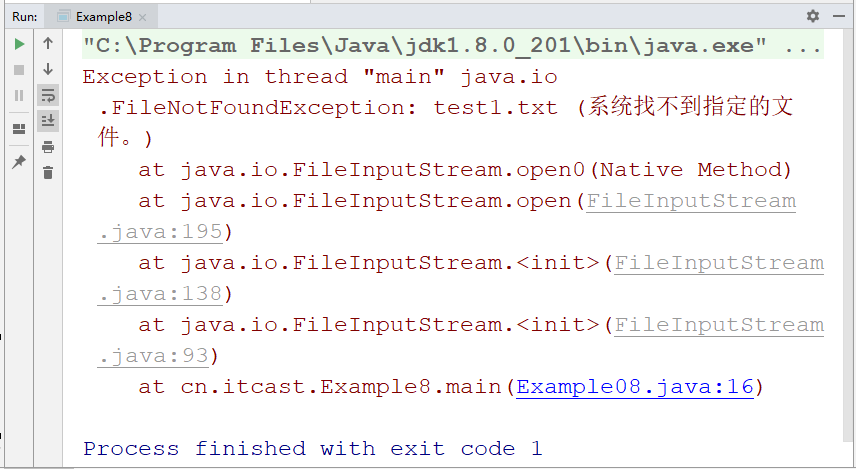 Run: Example8
"C:\Program Files\Java\jdk1.8.0_201\bin\java.exe" ...
Exception in thread "main" java.io
.FileNotFoundException: test1.txt (系统找不到指定的文
件。)
at java.io.FileInputStream.open0(Native Method)
at java.io.FileInputStream.open(FileInputStream
.java:195)
at java.io.FileInputStream.<init>(FileInputStream
.java:138)
at java.io.FileInputStream.<init>(FileInputStream
.java:93)
at cn.itcast.Example8.main(Example08.java:16)
Process finished with exit code 1